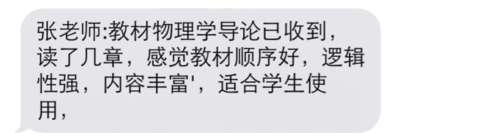 张老师:教材物理学导论已收到，
读了几章，感觉教材顺序好，逻辑
性强，内容丰富'，适合学生使
用，